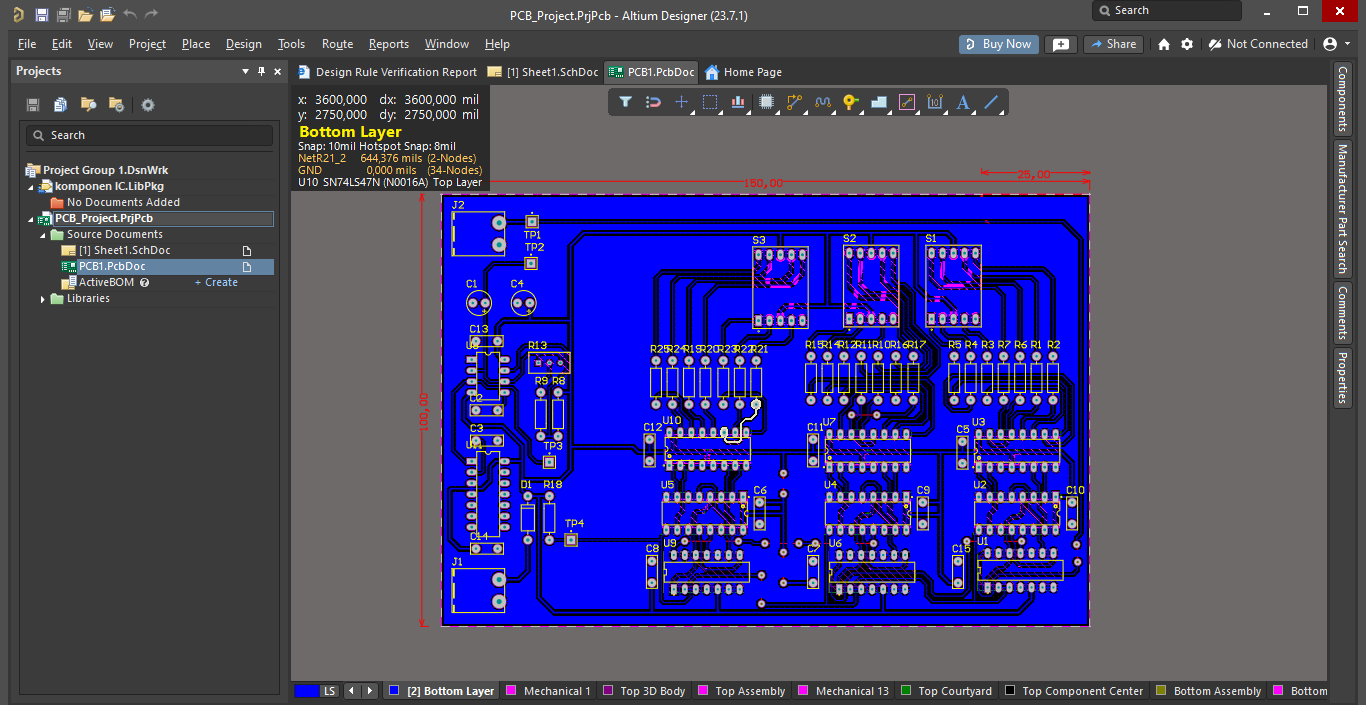 PCB_Project.PrjPcb - Altium Designer (23.7.1)
Search
File Edit View Project Place Design Tools Route Reports Window Help
Buy Now
Share
Not Connected
Projects
Search
Project Group 1.DsnWrk
komponen IC.LibPkg
No Documents Added
PCB_Project.PrjPcb
Source Documents
[1] Sheet1.SchDoc
PCB1.PcbDoc
ActiveBOM + Create
Libraries
Design Rule Verification Report
[1] Sheet1.SchDoc
PCB1.PcbDoc
Home Page
x: 3600,000 dx: 3600,000 mil
y: 2750,000 dy: 2750,000 mil
Bottom Layer
Snap: 10mil Hotspot Snap: 8mil
NetR21_2 644,376 mils (2-Nodes)
GND 0,000 mils (34-Nodes)
U10 SN74LS47N (N0016A) Top Layer
150,00
25,00
100,00
J2
TP1
TP2
S3 S2 S1
C1 C4
C13
R13
R25 R24 R19 R20 R23 R22 R21
R15 R14 R12 R11 R10 R16 R17
R5 R4 R3 R7 R6 R1 R2
R9 R8
C3
TP3
U10
C12
C11
U7
C5
U3
D1 R18
U5 C6
U4 C9
U2 C10
TP4
C14
U9
C8
C7
U6
C15
U1
J1
LS
[2] Bottom Layer
Mechanical 1
Top 3D Body
Top Assembly
Mechanical 13
Top Courtyard
Top Component Center
Bottom Assembly
Bottom
Components
Manufacturer Part Search
Comments
Properties